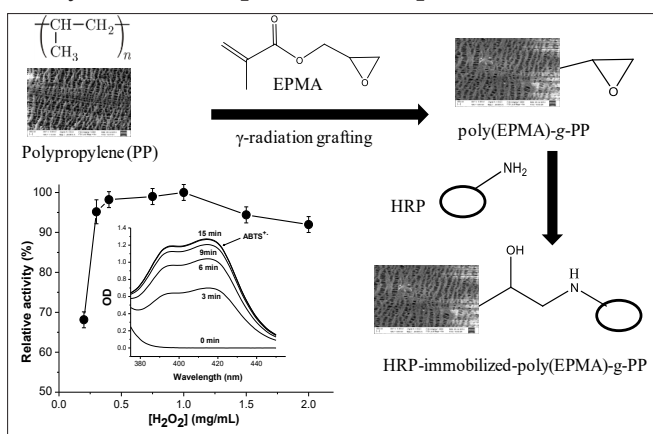 CH
CH2
CH3
n
Polypropylene (PP)
O
O
O
EPMA
γ-radiation grafting
O
poly(EPMA)-g-PP
NH2
HRP
OH
H
N
HRP-immobilized-poly(EPMA)-g-PP
Relative activity (%)
100
90
80
70
60
50
0.0
0.5
1.0
1.5
2.0
[H2O2] (mg/mL)
OD
1.4
1.2
1.0
0.8
0.6
0.4
0.2
0.0
15 min
9min
6 min
3 min
0 min
ABTS+·
380
400
420
440
Wavelength (nm)